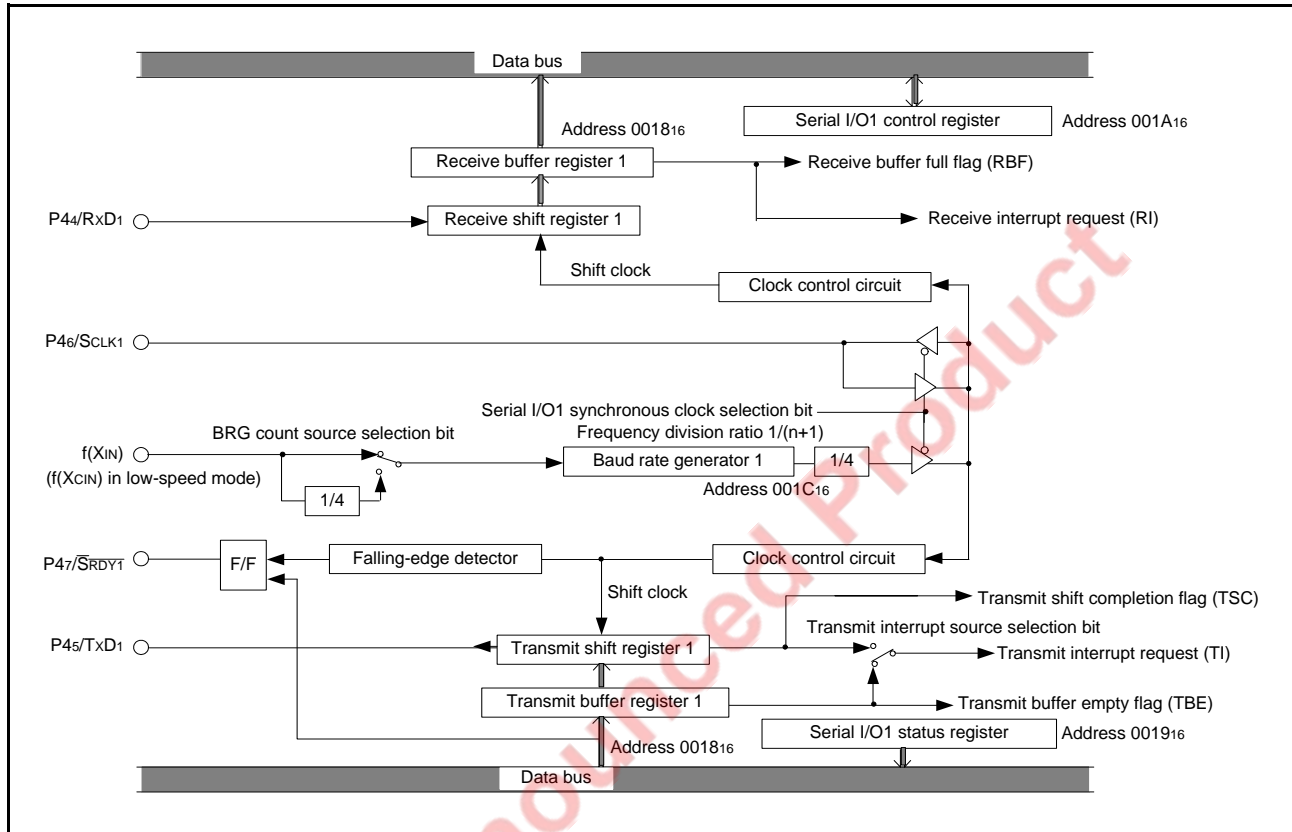 Data bus
Address 0018₁₆
Serial I/O1 control register
Address 001A₁₆
Receive buffer register 1
Receive buffer full flag (RBF)
P4₄/RxD₁
Receive shift register 1
Receive interrupt request (RI)
Shift clock
Clock control circuit
P4₆/SCLK1
Serial I/O1 synchronous clock selection bit
BRG count source selection bit
Frequency division ratio 1/(n+1)
f(XIN)
Baud rate generator 1
1/4
(f(XCIN) in low-speed mode)
1/4
Address 001C₁₆
P4₇/S̅R̅D̅Y̅1̅
F/F
Falling-edge detector
Clock control circuit
Shift clock
Transmit shift completion flag (TSC)
Transmit interrupt source selection bit
P4₅/TxD₁
Transmit shift register 1
Transmit interrupt request (TI)
Transmit buffer register 1
Transmit buffer empty flag (TBE)
Address 0018₁₆
Serial I/O1 status register
Address 0019₁₆
Data bus
nounced Product